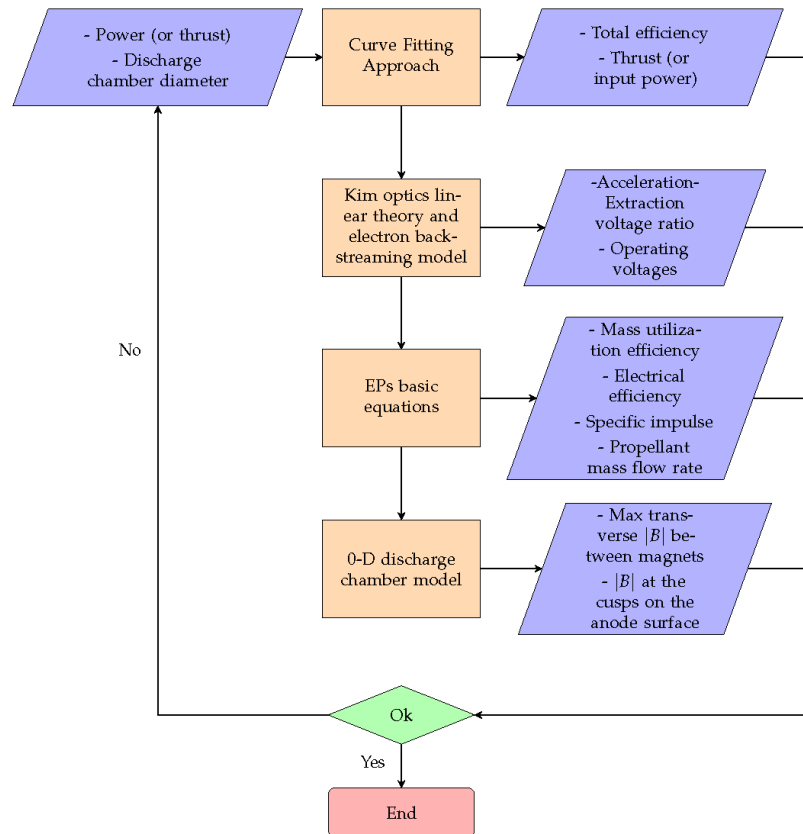 - Power (or thrust)
- Discharge
chamber diameter
Curve Fitting
Approach
- Total efficiency
- Thrust (or
input power)
Kim optics lin-
ear theory and
electron back-
streaming model
-Acceleration-
Extraction
voltage ratio
- Operating
voltages
No
EPs basic
equations
- Mass utiliza-
tion efficiency
- Electrical
efficiency
- Specific impulse
- Propellant
mass flow rate
0-D discharge
chamber model
- Max trans-
verse |B| be-
tween magnets
- |B| at the
cusps on the
anode surface
Ok
Yes
End